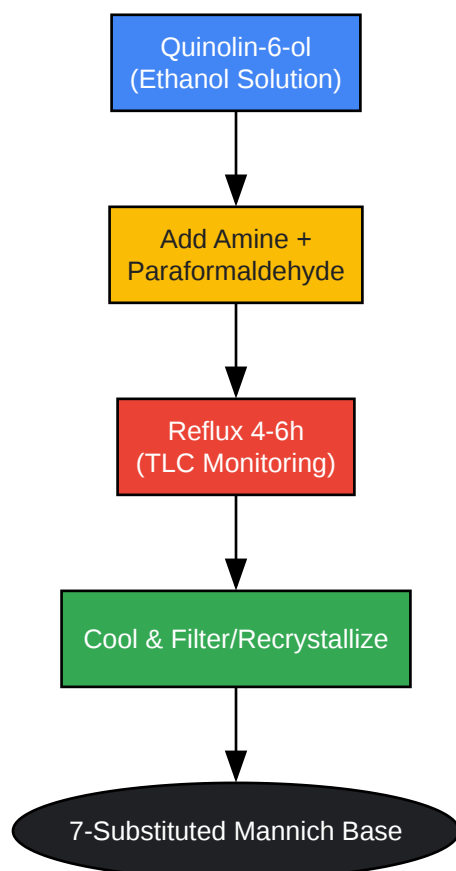 Quinolin-6-ol
(Ethanol Solution)
Add Amine +
Paraformaldehyde
Reflux 4-6h
(TLC Monitoring)
Cool & Filter/Recrystallize
7-Substituted Mannich Base